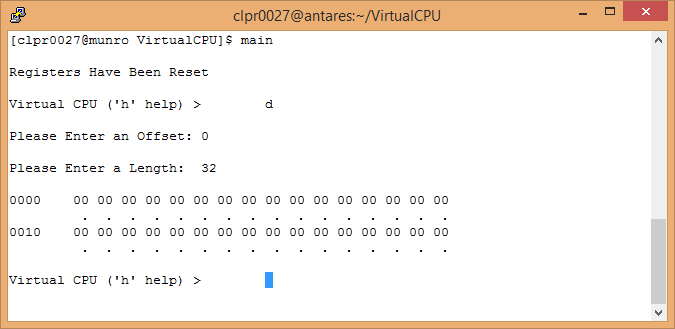 clpr0027@antares:~/VirtualCPU
[clpr0027@munro VirtualCPU]$ main
Registers Have Been Reset
Virtual CPU ('h' help) >        d
Please Enter an Offset: 0
Please Enter a Length:  32
0000    00 00 00 00 00 00 00 00 00 00 00 00 00 00 00 00
         .  .  .  .  .  .  .  .  .  .  .  .  .  .  .  .
0010    00 00 00 00 00 00 00 00 00 00 00 00 00 00 00 00
         .  .  .  .  .  .  .  .  .  .  .  .  .  .  .  .
Virtual CPU ('h' help) >